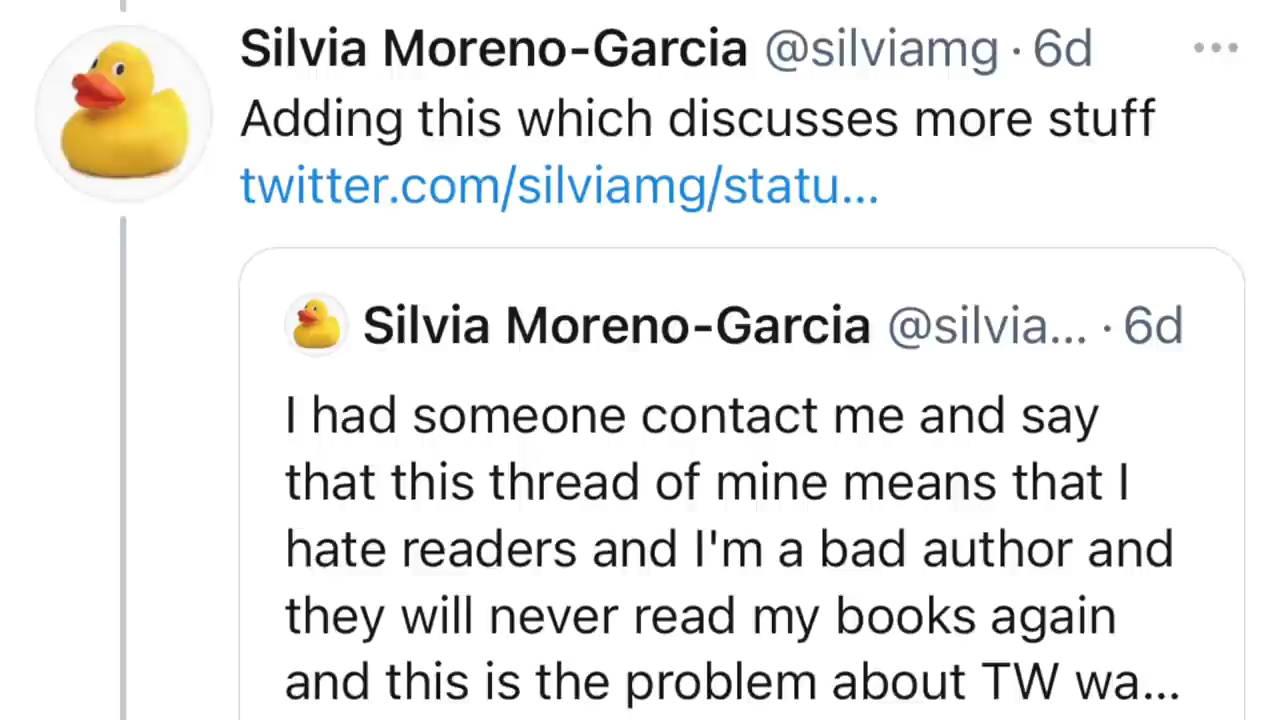 Silvia Moreno-Garcia @silviamg · 6d
Adding this which discusses more stuff
twitter.com/silviamg/statu...
Silvia Moreno-Garcia @silvia... · 6d
I had someone contact me and say
that this thread of mine means that I
hate readers and I'm a bad author and
they will never read my books again
and this is the problem about TW wa...